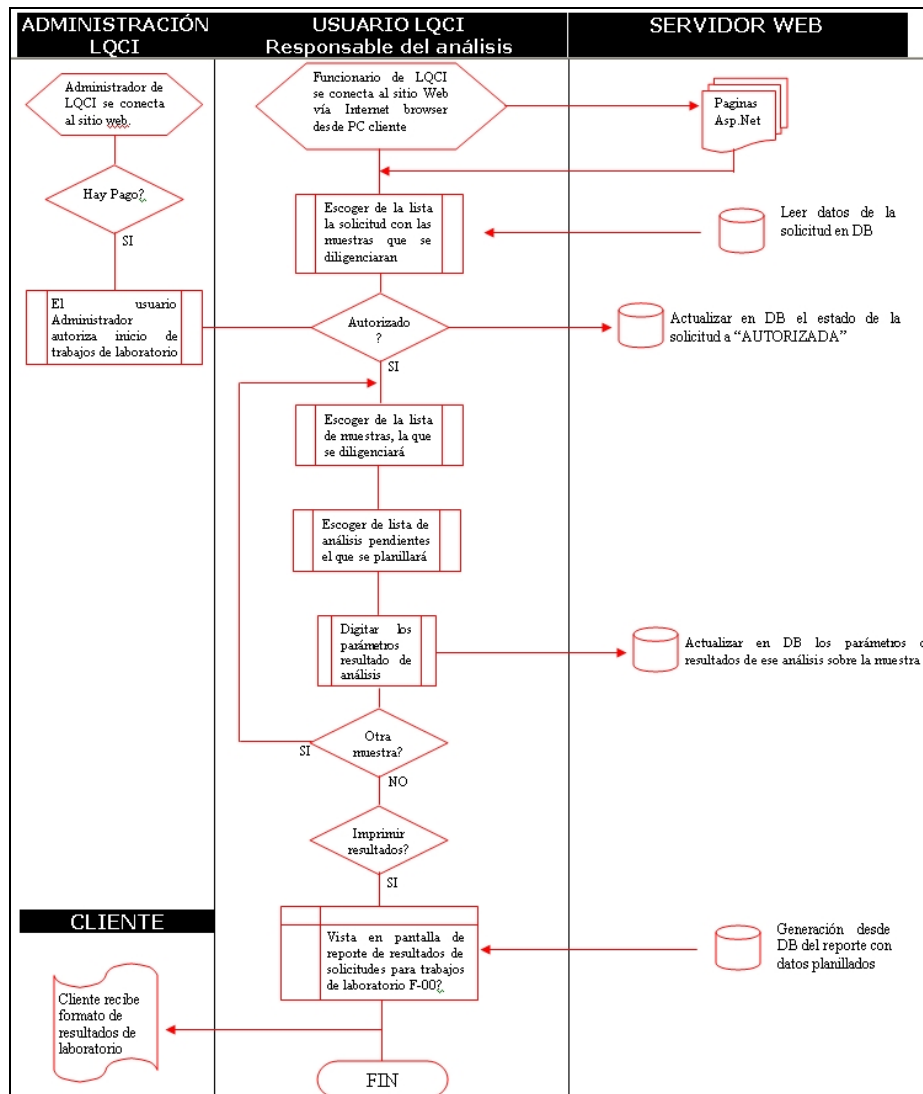 ADMINISTRACIÓN
LQCI
USUARIO LQCI
Responsable del análisis
SERVIDOR WEB
Administrador de
LQCI se conecta
al sitio web.
Funcionario de LQCI
se conecta al sitio Web
vía Internet browser
desde PC cliente
Paginas
Asp.Net
Hay Pago?
SI
Escoger de la lista
la solicitud con las
muestras que se
diligenciaran
Leer datos de la
solicitud en DB
El usuario
Administrador
autoriza inicio de
trabajos de laboratorio
Autorizado
?
SI
Actualizar en DB el estado de la
solicitud a “AUTORIZADA”
Escoger de la lista
de muestras, la que
se diligenciará
Escoger de lista de
análisis pendientes
el que se planillará
Digitar los
parámetros
resultado de
análisis
Actualizar en DB los parámetros
resultados de ese análisis sobre la muestra
Otra
muestra?
SI
NO
Imprimir
resultados?
SI
CLIENTE
Vista en pantalla de
reporte de resultados de
solicitudes para trabajos
de laboratorio F-00?
Generación desde
DB del reporte con
datos planillados
Cliente recibe
formato de
resultados de
laboratorio
FIN